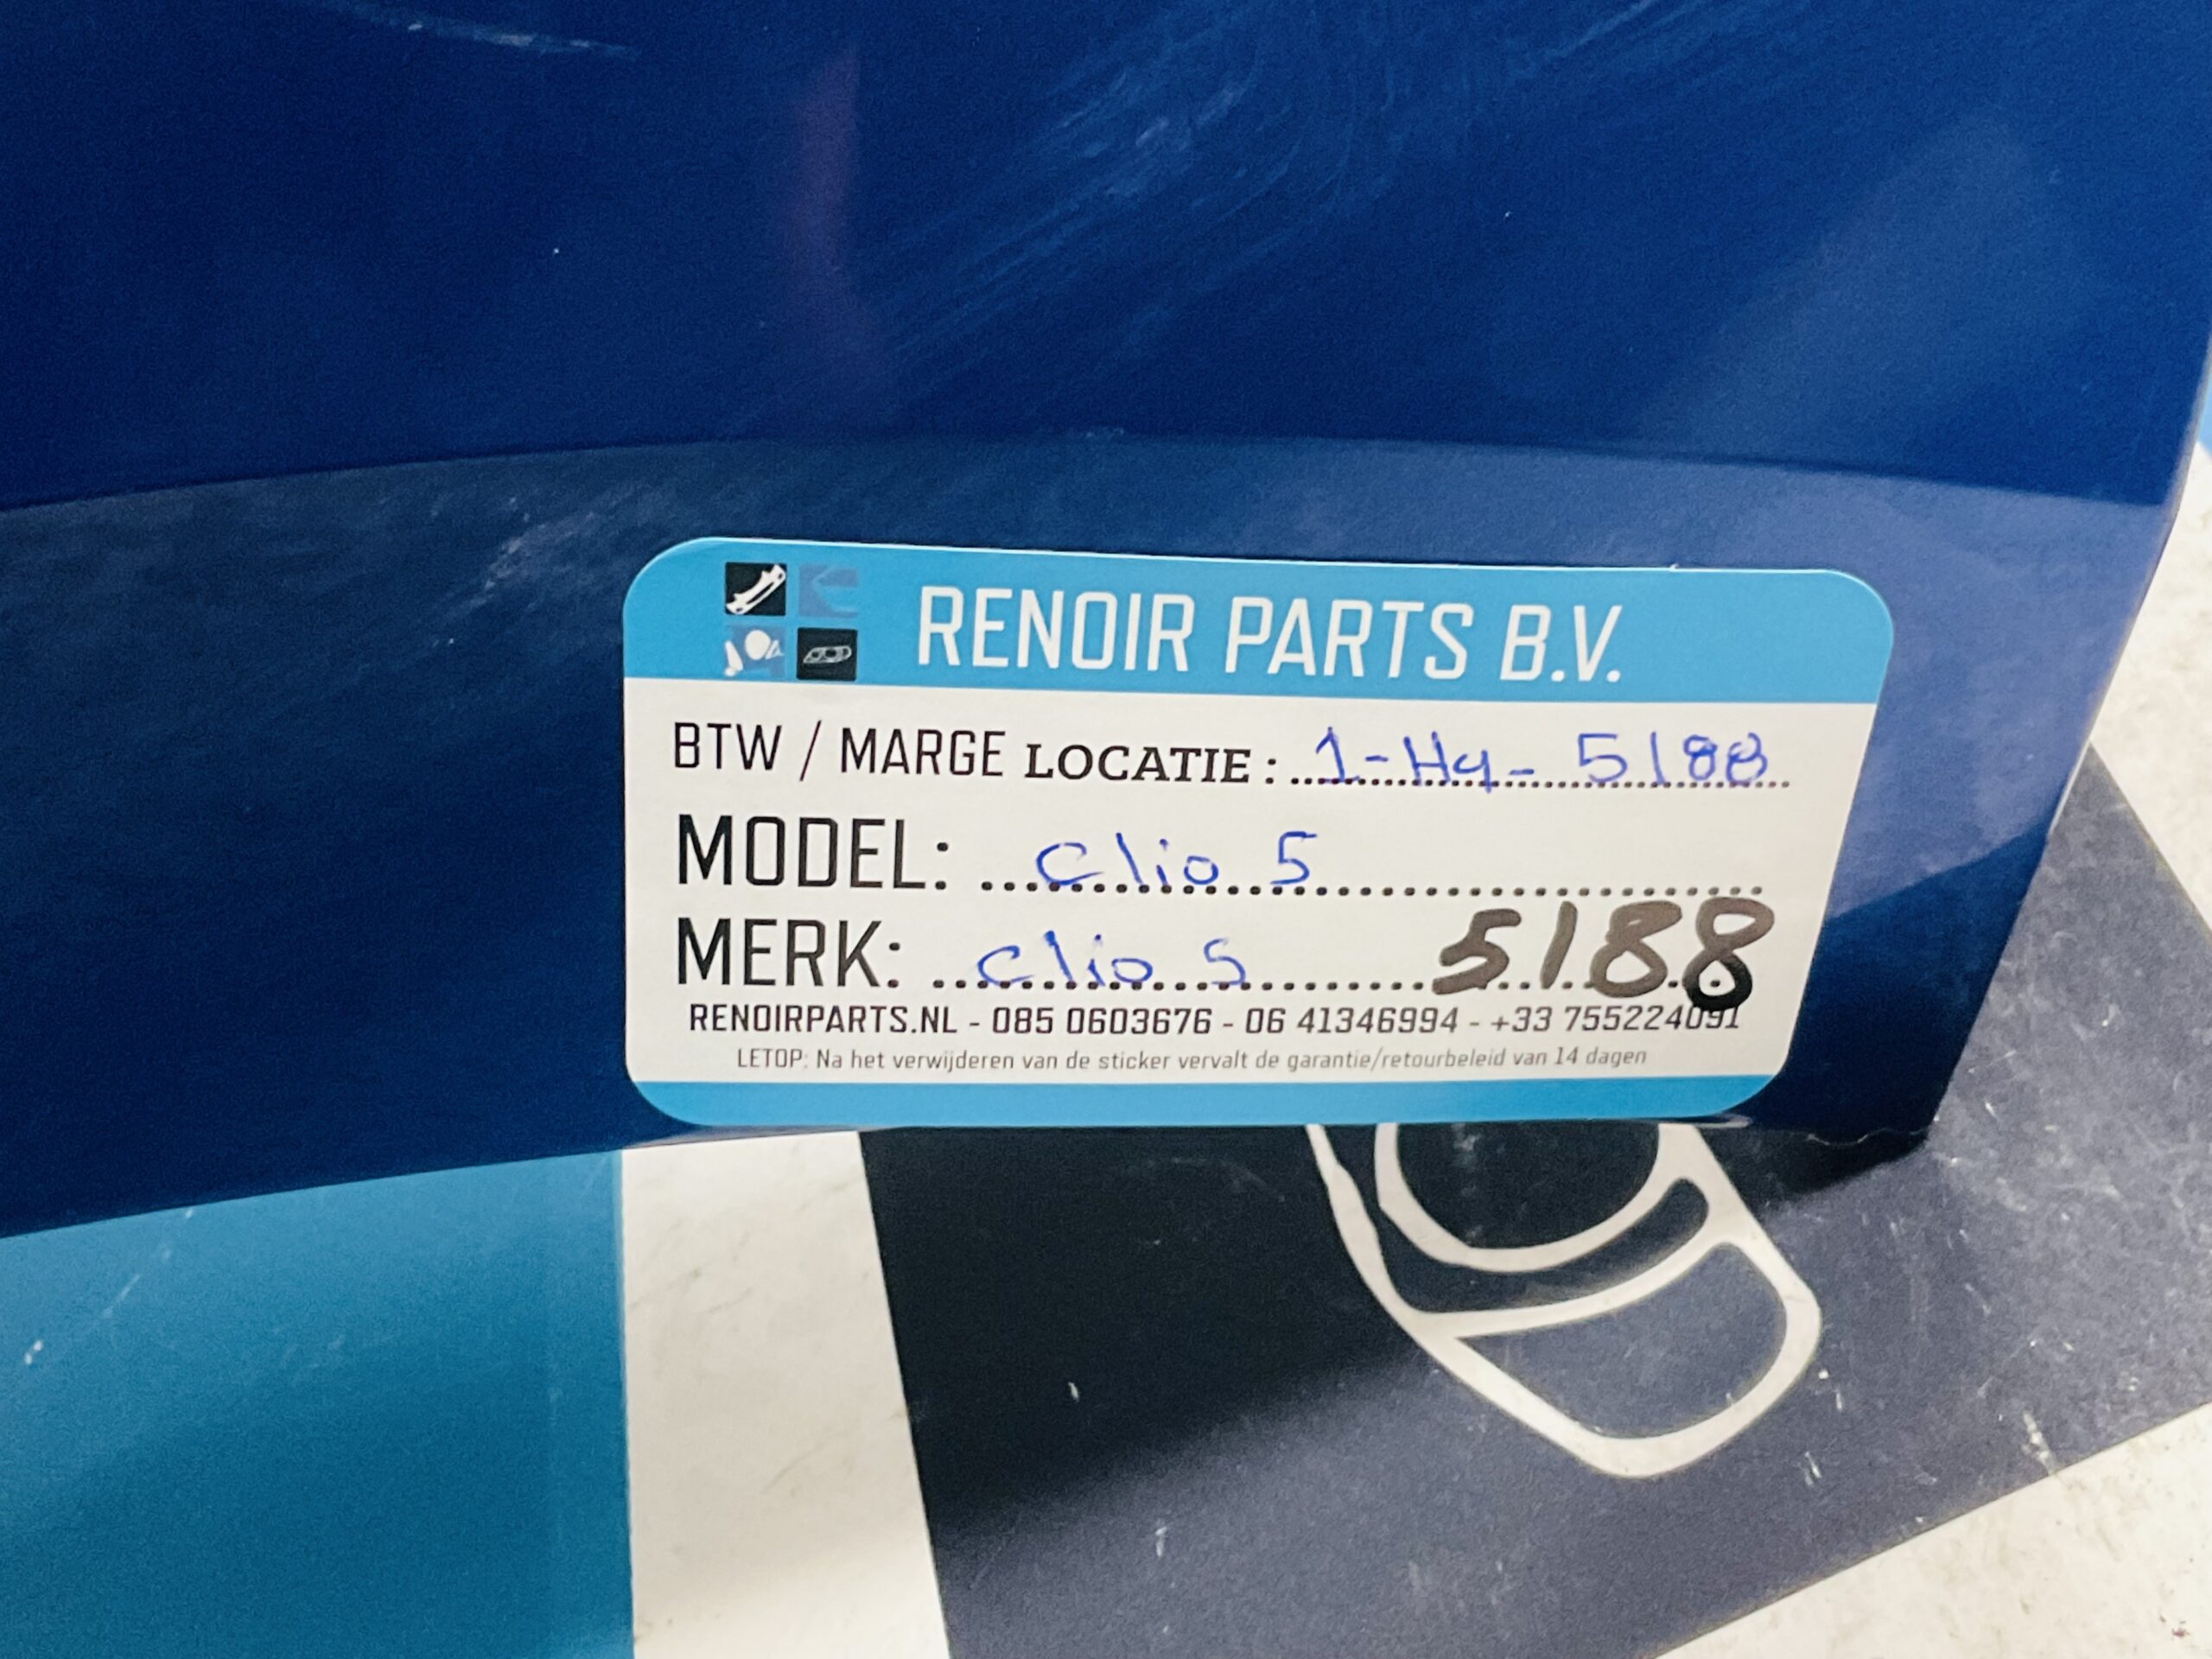 RENOIR PARTS B.V.
BTW / MARGE LOCATIE : 1-H4-5188
MODEL: Clio 5
MERK: Clio 5 5188
RENOIRPARTS.NL - 085 0603676 - 06 41346994 - +33 755224091
LETOP: Na het verwijderen van de sticker vervalt de garantie/retourbeleid van 14 dagen